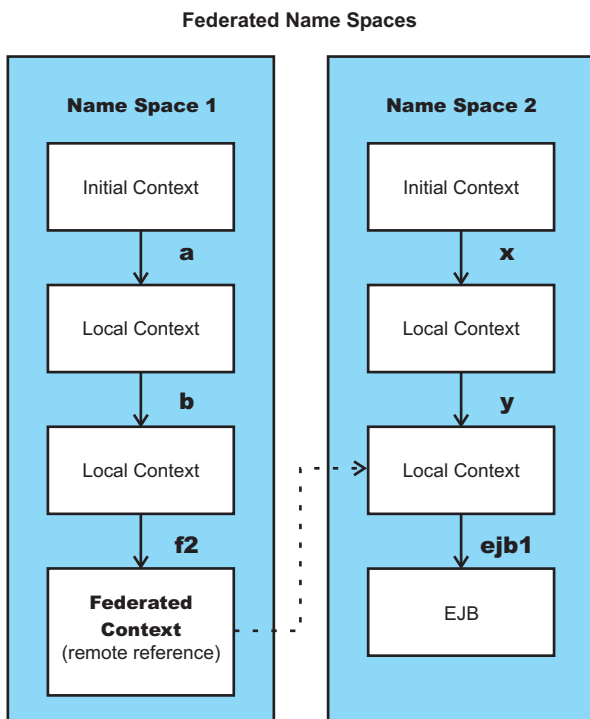 Federated Name Spaces
Name Space 1
Initial Context
a
Local Context
b
Local Context
f2
Federated
Context
(remote reference)
Name Space 2
Initial Context
x
Local Context
y
Local Context
ejb1
EJB